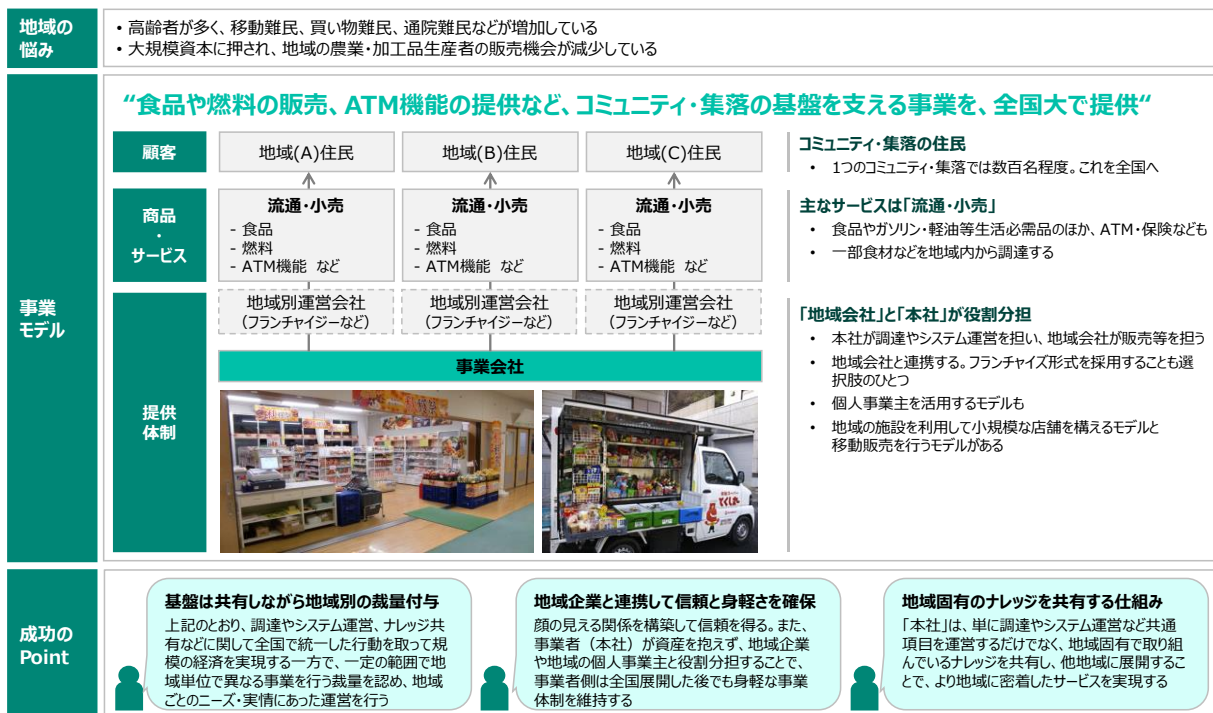 地域の
悩み
• 高齢者が多く、移動難民、買い物難民、通院難民などが増加している
• 大規模資本に押され、地域の農業・加工品生産者の販売機会が減少している
事業
モデル
“食品や燃料の販売、ATM機能の提供など、コミュニティ・集落の基盤を支える事業を、全国大で提供“
顧客
地域(A)住民
地域(B)住民
地域(C)住民
コミュニティ・集落の住民
• 1つのコミュニティ・集落では数百名程度。これを全国へ
商品
・
サービス
流通・小売
- 食品
- 燃料
- ATM機能 など
流通・小売
- 食品
- 燃料
- ATM機能 など
流通・小売
- 食品
- 燃料
- ATM機能 など
主なサービスは「流通・小売」
• 食品やガソリン・軽油等生活必需品のほか、ATM・保険なども
• 一部食材などを地域内から調達する
提供
体制
地域別運営会社
(フランチャイジーなど)
地域別運営会社
(フランチャイジーなど)
地域別運営会社
(フランチャイジーなど)
事業会社
「地域会社」と「本社」が役割分担
• 本社が調達やシステム運営を担い、地域会社が販売等を担う
• 地域会社と連携する。フランチャイズ形式を採用することも選
択肢のひとつ
• 個人事業主を活用するモデルも
• 地域の施設を利用して小規模な店舗を構えるモデルと
移動販売を行うモデルがある
とくし丸
成功の
Point
基盤は共有しながら地域別の裁量付与
上記のとおり、調達やシステム運営、ナレッジ共
有などに関して全国で統一した行動を取って規
模の経済を実現する一方で、一定の範囲で地
域単位で異なる事業を行う裁量を認め、地域
ごとのニーズ・実情にあった運営を行う
地域企業と連携して信頼と身軽さを確保
顔の見える関係を構築して信頼を得る。また、
事業者（本社）が資産を抱えず、地域企業
や地域の個人事業主と役割分担することで、
事業者側は全国展開した後でも身軽な事業
体制を維持する
地域固有のナレッジを共有する仕組み
「本社」は、単に調達やシステム運営など共通
項目を運営するだけでなく、地域固有で取り組
んでいるナレッジを共有し、他地域に展開するこ
とで、より地域に密着したサービスを実現する